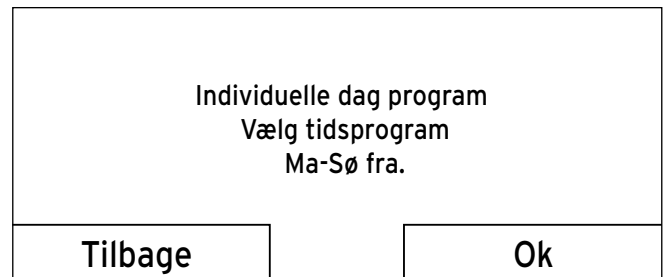 Individuelle dag program
Vælg tidsprogram
Ma-Sø fra.
Tilbage
Ok